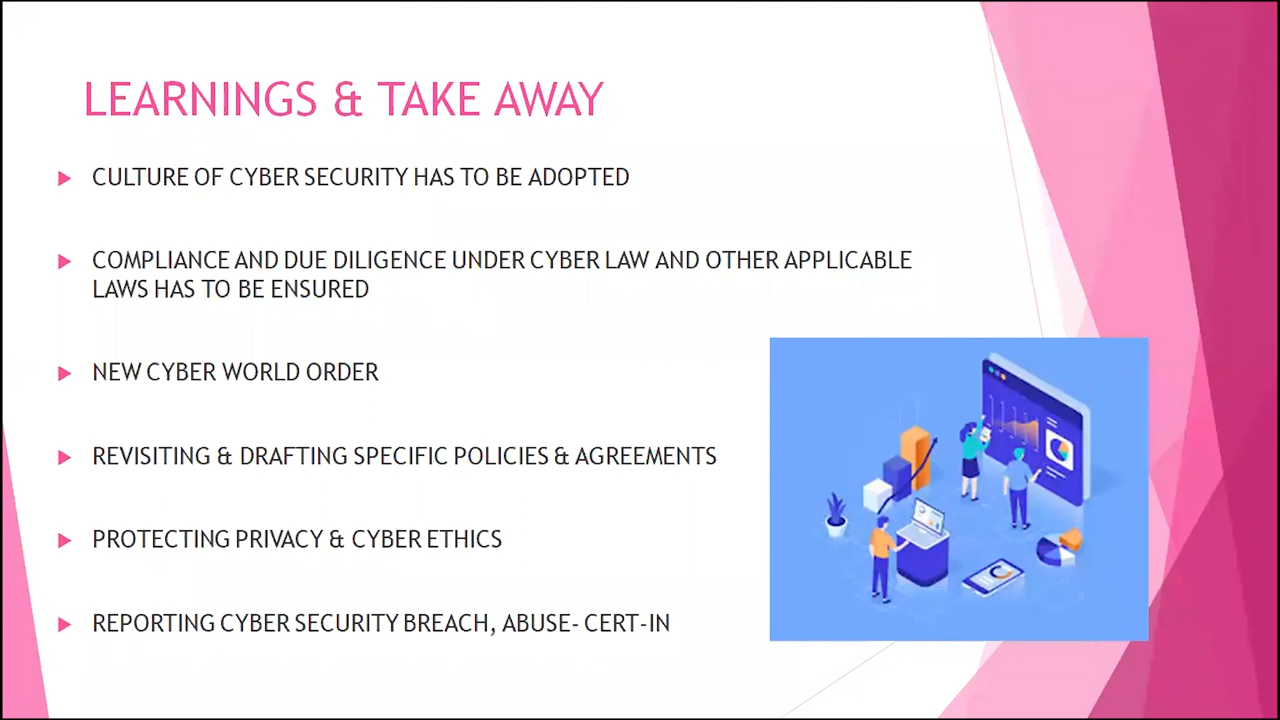 LEARNINGS & TAKE AWAY
CULTURE OF CYBER SECURITY HAS TO BE ADOPTED
COMPLIANCE AND DUE DILIGENCE UNDER CYBER LAW AND OTHER APPLICABLE
LAWS HAS TO BE ENSURED
NEW CYBER WORLD ORDER
REVISITING & DRAFTING SPECIFIC POLICIES & AGREEMENTS
PROTECTING PRIVACY & CYBER ETHICS
REPORTING CYBER SECURITY BREACH, ABUSE- CERT-IN